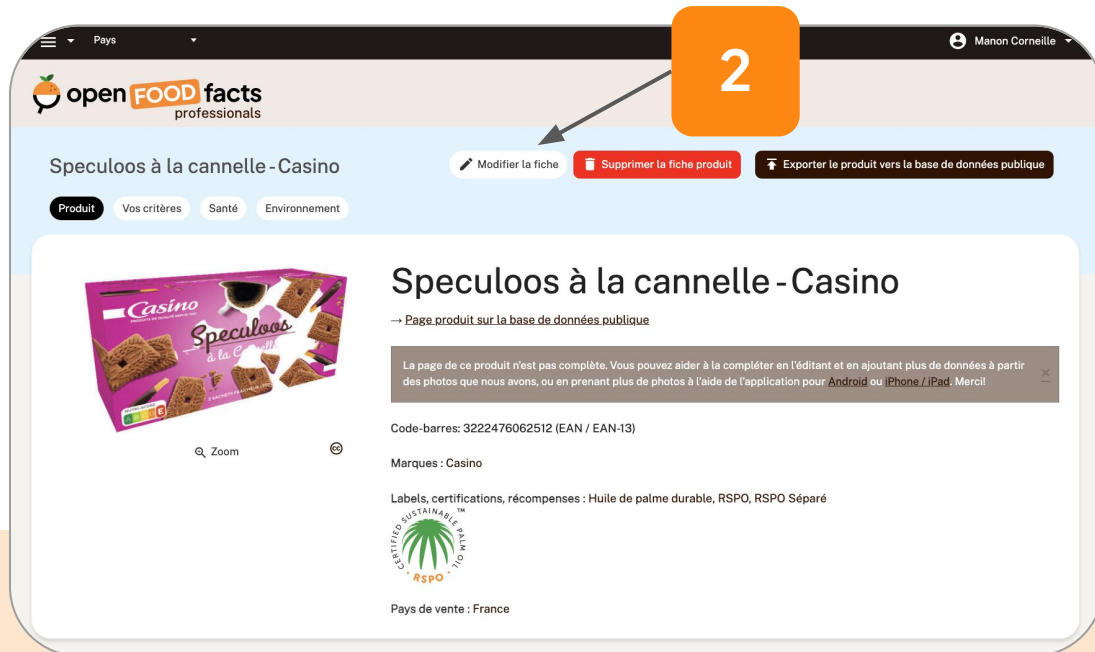 Pays
Manon Corneille
2
open FOOD facts
professionals
Speculoos à la cannelle - Casino
Modifier la fiche
Supprimer la fiche produit
Exporter le produit vers la base de données publique
Produit
Vos critères
Santé
Environnement
Casino
Speculoos
à la Cannelle
Speculoos à la cannelle - Casino
→ Page produit sur la base de données publique
La page de ce produit n'est pas complète. Vous pouvez aider à la compléter en l'éditant et en ajoutant plus de données à partir
des photos que nous avons, ou en prenant plus de photos à l'aide de l'application pour Android ou iPhone / iPad. Merci!
Zoom
cc
Code-barres: 3222476062512 (EAN / EAN-13)
Marques : Casino
Labels, certifications, récompenses : Huile de palme durable, RSPO, RSPO Séparé
CERTIFIED SUSTAINABLE PALM OIL ™
RSPO
Pays de vente : France